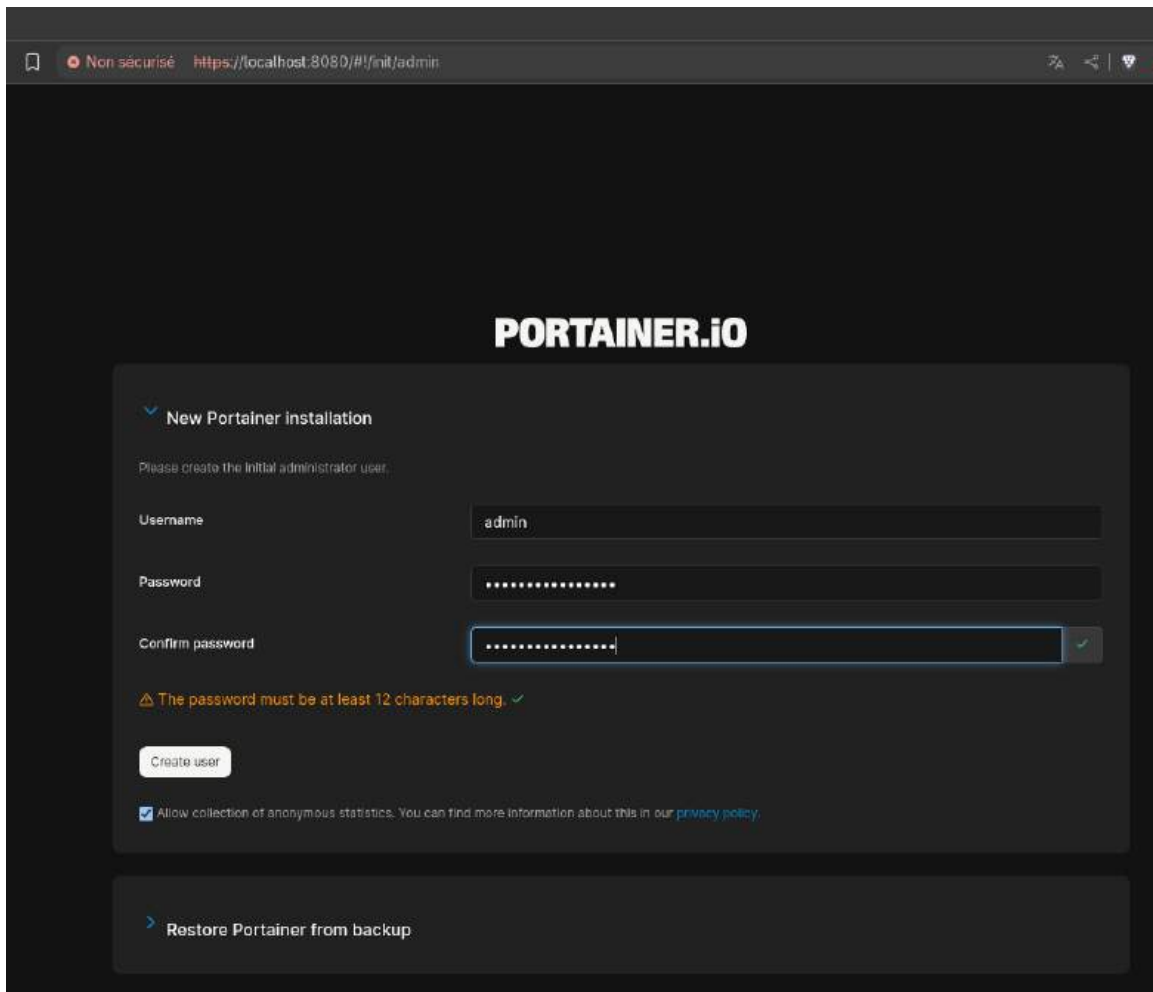 Non sécurisé https://localhost:8080/#!/init/admin
PORTAINER.iO
New Portainer installation
Please create the initial administrator user.
Username admin
Password ••••••••••••••••
Confirm password ••••••••••••••••
The password must be at least 12 characters long.
Create user
Allow collection of anonymous statistics. You can find more information about this in our privacy policy.
Restore Portainer from backup